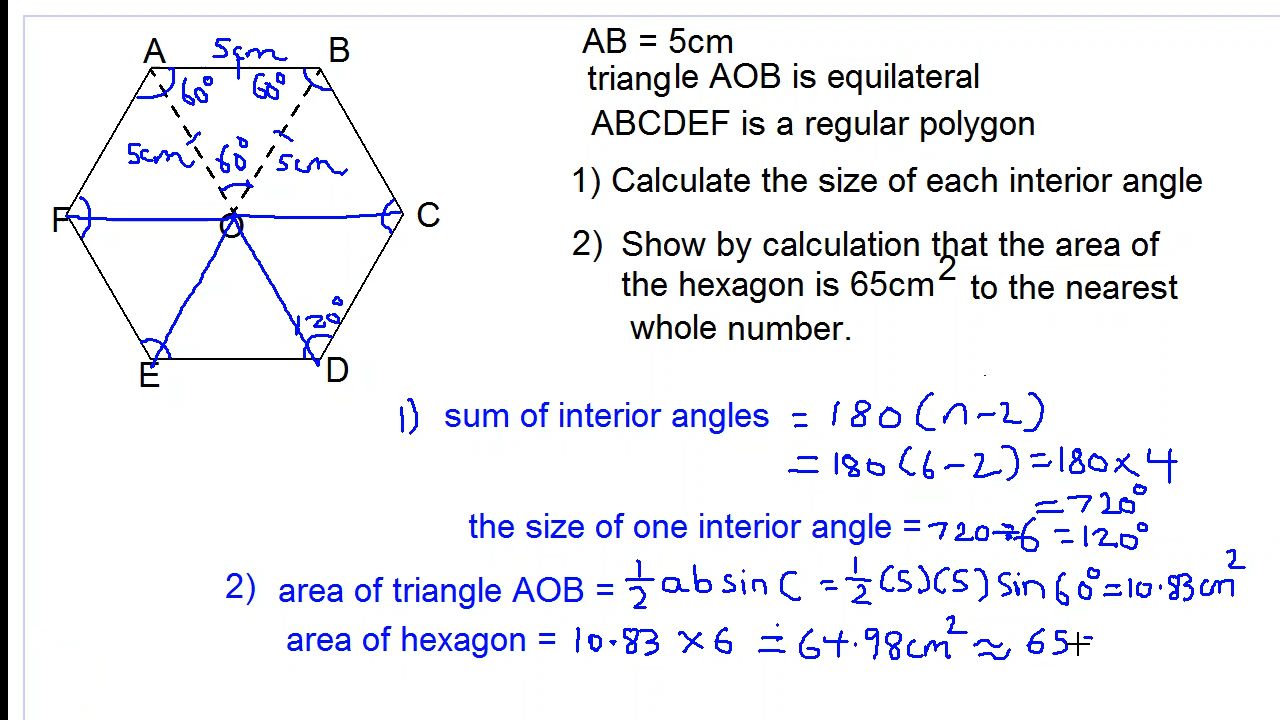 A 5cm B
60° 60°
5cm 60° 5cm
F O C
120°
E D
AB = 5cm
triangle AOB is equilateral
ABCDEF is a regular polygon
1) Calculate the size of each interior angle
2) Show by calculation that the area of
the hexagon is 65cm² to the nearest
whole number.
1) sum of interior angles = 180(n-2)
= 180(6-2) = 180 × 4
= 720°
the size of one interior angle = 720÷6 = 120°
2) area of triangle AOB = ½ab sin C = ½(5)(5) sin 60° = 10.83cm²
area of hexagon = 10.83 × 6 = 64.98cm² ≈ 65